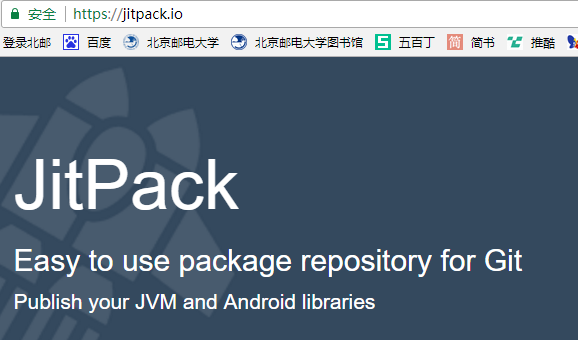 安全 https://jitpack.io
登录北邮 百度 北京邮电大学 北京邮电大学图书馆 5 五百丁 简 简书 推酷
JitPack
Easy to use package repository for Git
Publish your JVM and Android libraries